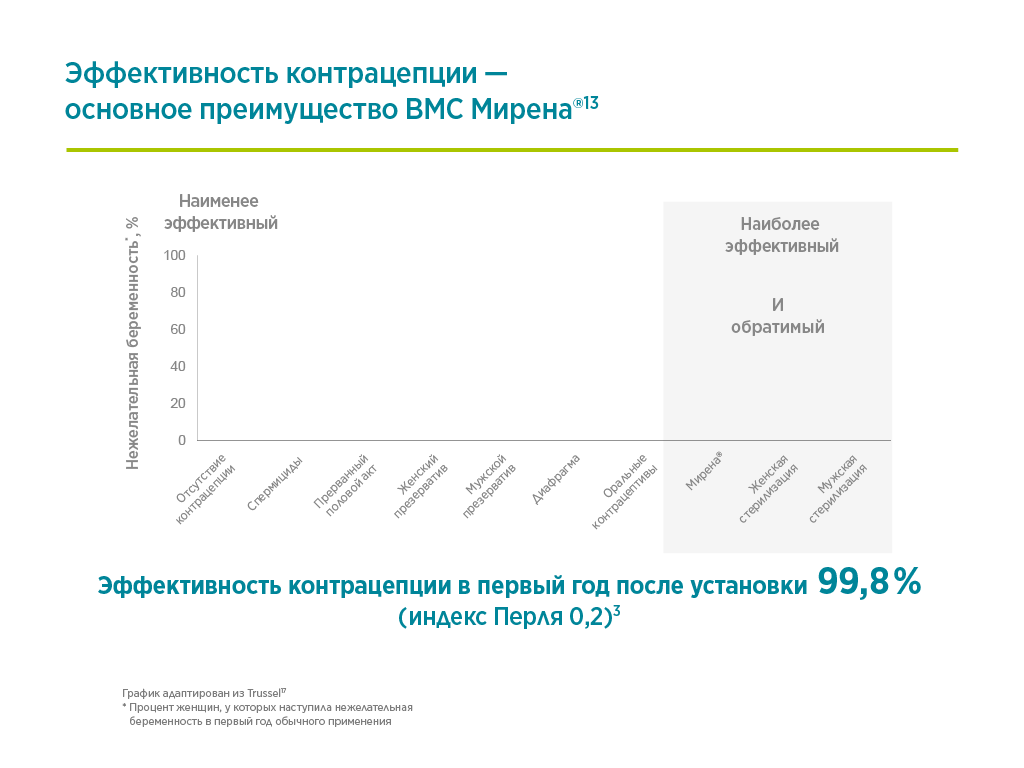 Эффективность контрацепции —
основное преимущество ВМС Мирена®13
Наименее
эффективный
Нежелательная беременность*, %
100
80
60
40
20
0
Наиболее
эффективный
И
обратимый
Отсутствие
контрацепции
Спермициды
Прерванный
половой акт
Женский
презерватив
Мужской
презерватив
Диафрагма
Оральные
контрацептивы
Мирена®
Женская
стерилизация
Мужская
стерилизация
Эффективность контрацепции в первый год после установки 99,8%
(индекс Перля 0,2)3
График адаптирован из Trussel17
* Процент женщин, у которых наступила нежелательная
беременность в первый год обычного применения